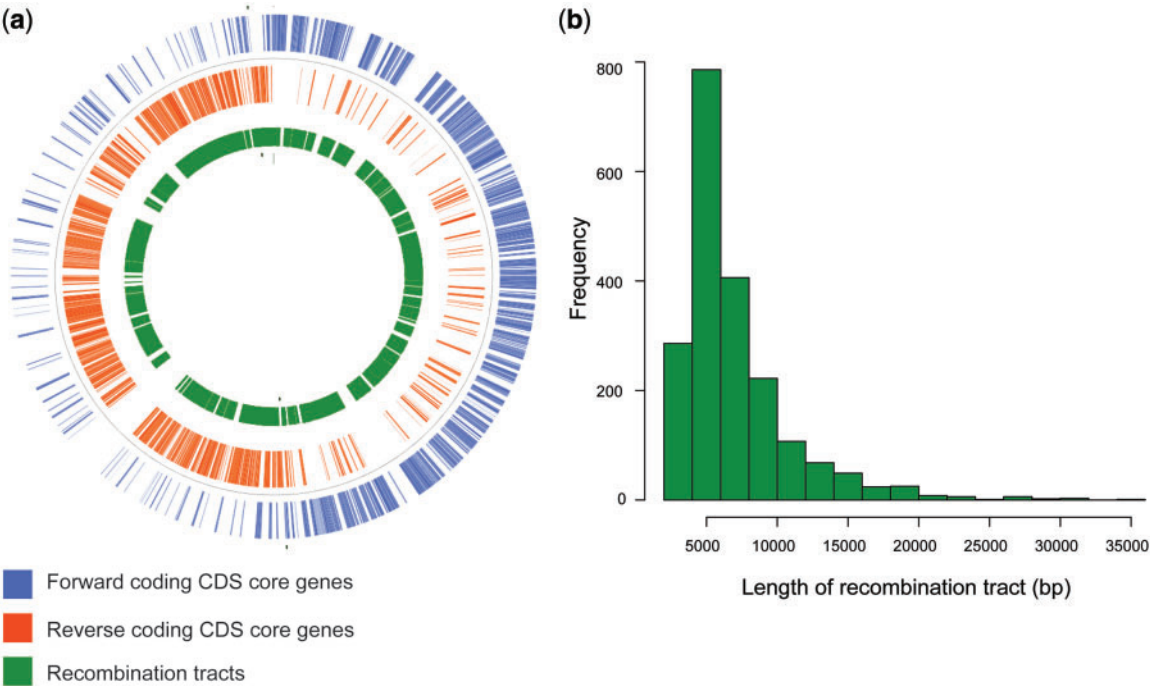 (a)
Forward coding CDS core genes
Reverse coding CDS core genes
Recombination tracts
(b)
800
600
400
200
0
Frequency
5000 10000 15000 20000 25000 30000 35000
Length of recombination tract (bp)